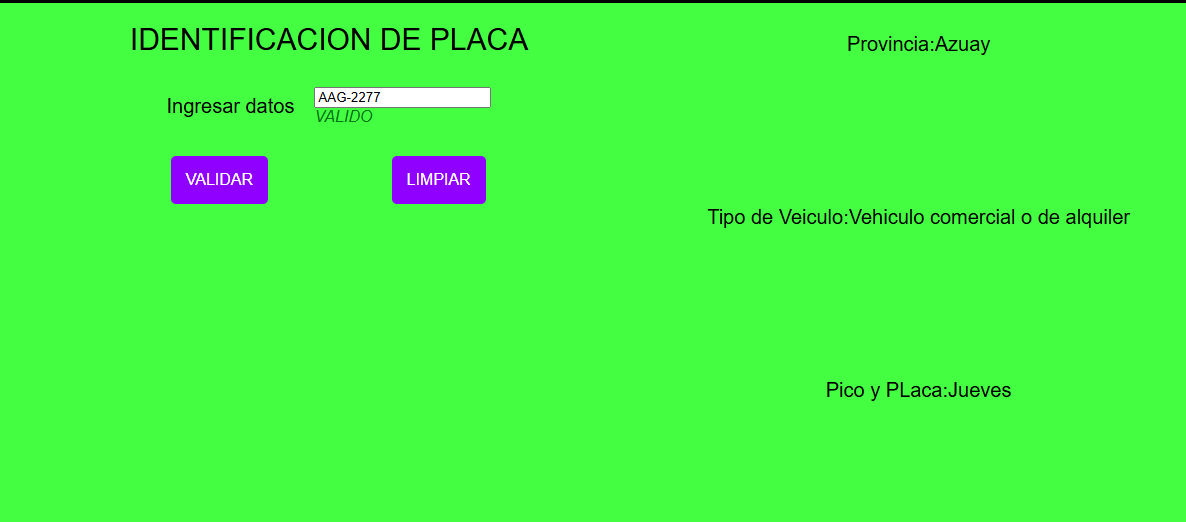 IDENTIFICACION DE PLACA
Ingresar datos
AAG-2277
VALIDO
VALIDAR
LIMPIAR
Provincia:Azuay
Tipo de Veiculo:Vehiculo comercial o de alquiler
Pico y PLaca:Jueves